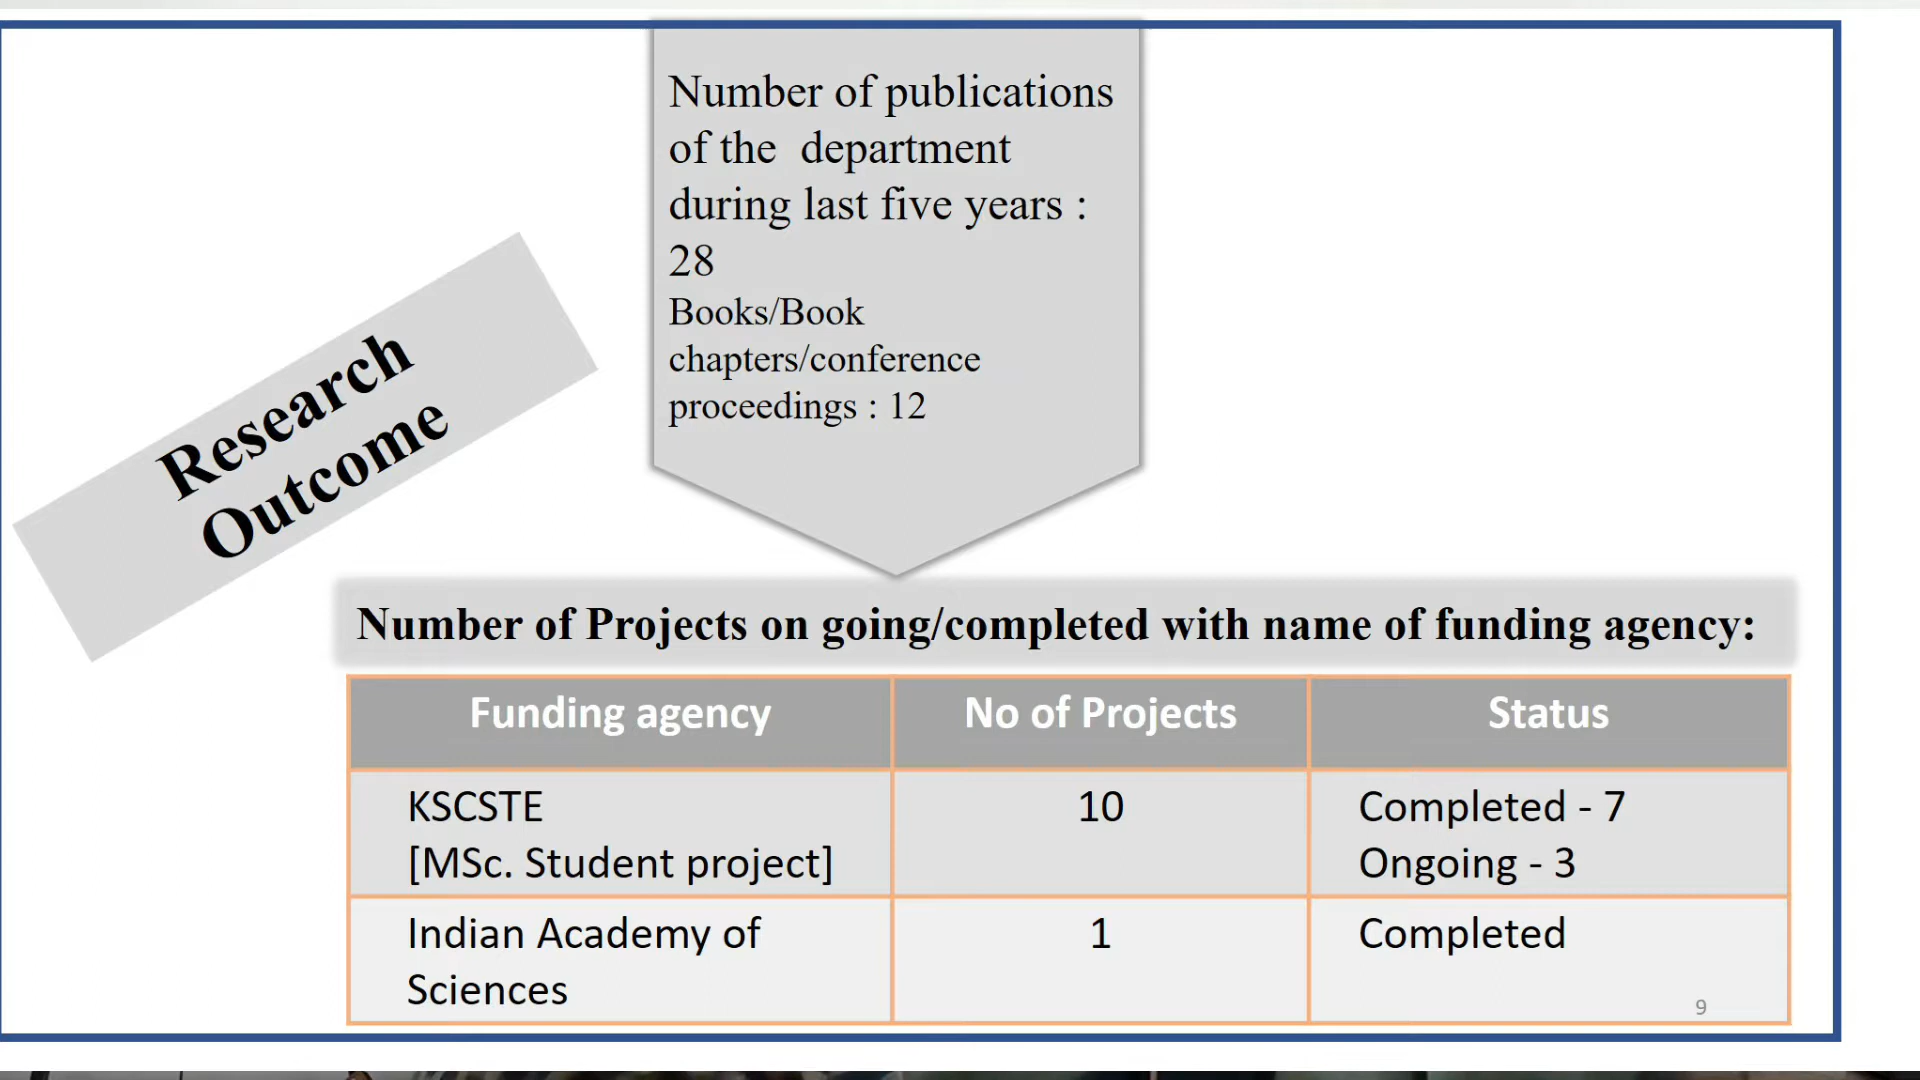 Number of publications
of the department
during last five years :
28
Books/Book
chapters/conference
proceedings : 12
Research
Outcome
Number of Projects on going/completed with name of funding agency:
Funding agency
No of Projects
Status
KSCSTE
[MSc. Student project]
10
Completed - 7
Ongoing - 3
Indian Academy of
Sciences
1
Completed
9